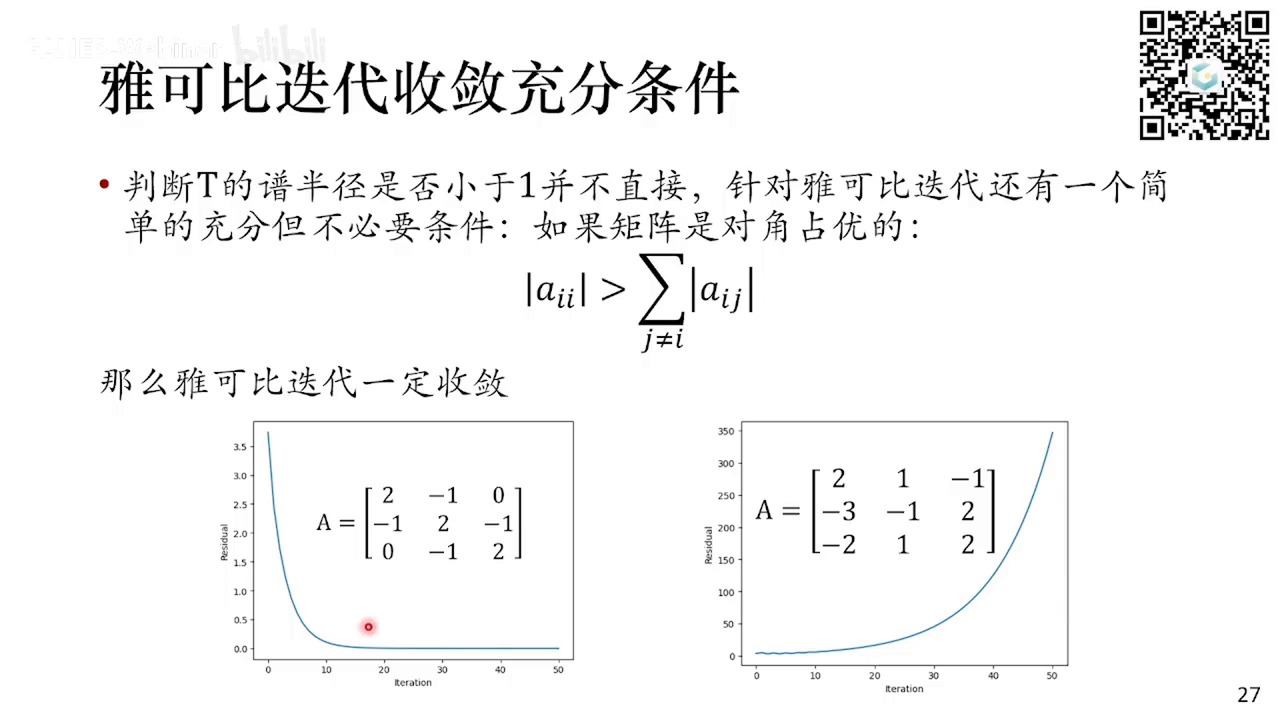 bilibili
雅可比迭代收敛充分条件
• 判断T的谱半径是否小于1并不直接，针对雅可比迭代还有一个简
单的充分但不必要条件：如果矩阵是对角占优的：
|a_{ii}| > \sum_{j≠i} |a_{ij}|
那么雅可比迭代一定收敛
3.5
3.0
2.5
2.0
1.5
1.0
0.5
0.0
Residual
A = [2 −1 0
−1 2 −1
0 −1 2]
0 10 20 30 40 50
Iteration
350
300
250
200
150
100
50
0
Residual
A = [2 1 −1
−3 −1 2
−2 1 2]
0 10 20 30 40 50
Iteration
27